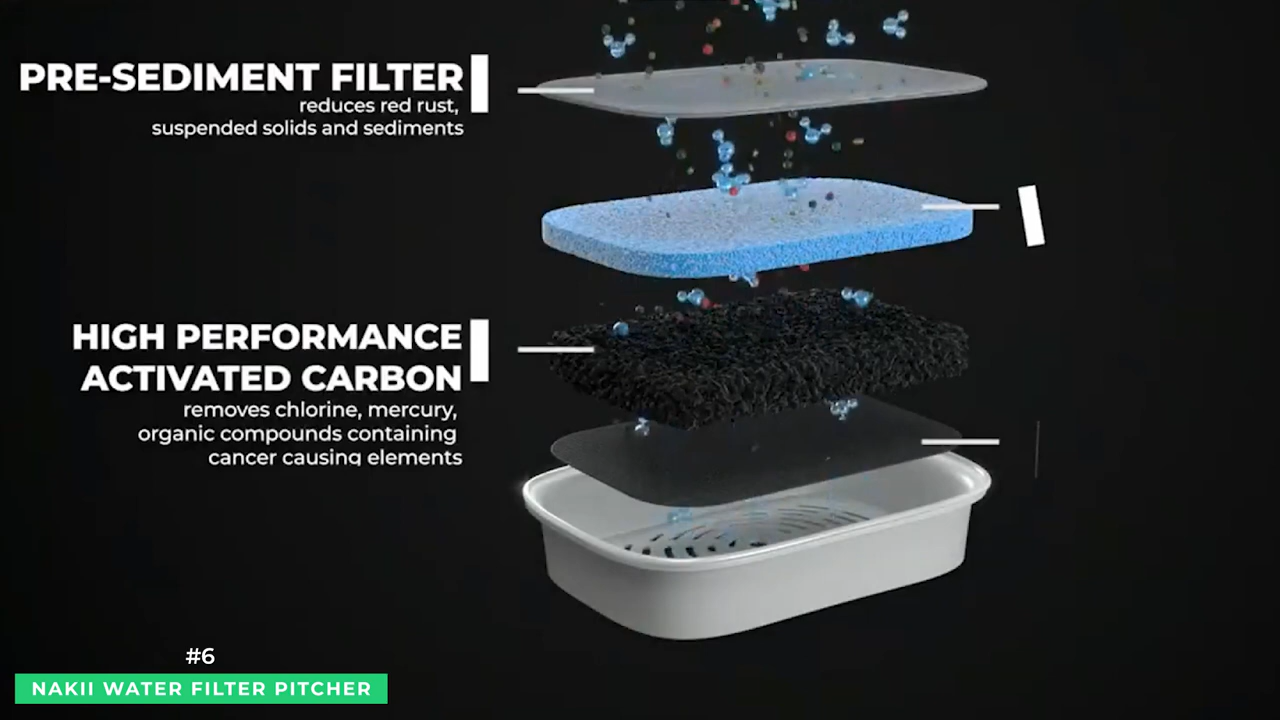 PRE-SEDIMENT FILTER
reduces red rust,
suspended solids and sediments
HIGH PERFORMANCE
ACTIVATED CARBON
removes chlorine, mercury,
organic compounds containing
cancer causing elements
#6
NAKII WATER FILTER PITCHER